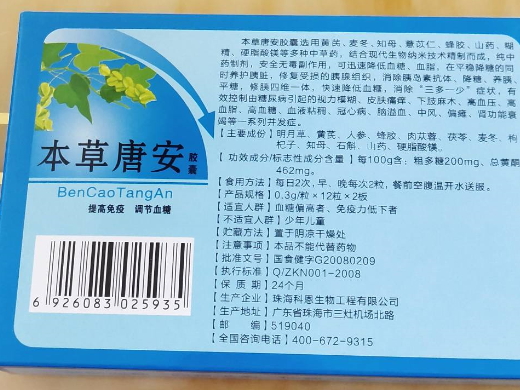 本草唐安胶囊
BenCaoTangAn
提高免疫 调节血糖
6 926083 025935
本草唐安胶囊选用黄芪、麦冬、知母、薏苡仁、蜂胶、山药、糊
精、硬脂酸镁等多种中草药，结合现代生物纳米技术精制而成，纯中
药制剂，安全无毒副作用，可迅速降低血糖、血脂，在平稳降糖的同
时养护胰脏，修复受损的胰腺组织，消除胰岛素抗体、降糖、养胰、
平糖，修胰四维一体，快速降低血糖，消除“三多一少”症状，有
效控制由糖尿病引起的视力模糊、皮肤瘙痒、下肢麻木、高血压、高
血脂、高血糖、血液粘稠、冠心病、脑溢血、中风、偏瘫、肾功能衰
竭等一系列并发症。
【主要成份】明月草、黄芪、人参、蜂胶、肉苁蓉、茯苓、麦冬、枸
杞子、知母、石斛、山药、硬脂酸镁。
【功效成分/标志性成分含量】每100g含：粗多糖200mg、总黄酮
462mg。
【食用方法】每日2次，早、晚每次2粒，餐前空腹温开水送服。
【产品规格】0.3g/粒×12粒×2板
【适宜人群】血糖偏高者、免疫力低下者
【不适宜人群】少年儿童
【贮藏方法】置于阴凉干燥处
【注意事项】本品不能代替药物
【批准文号】国食健字G20080209
【执行标准】Q/ZKN001-2008
【保 质 期】24个月
【生产企业】珠海科恩生物工程有限公司
【生产地址】广东省珠海市三灶机场北路
【邮 编】519040
【全国咨询电话】400-672-9315